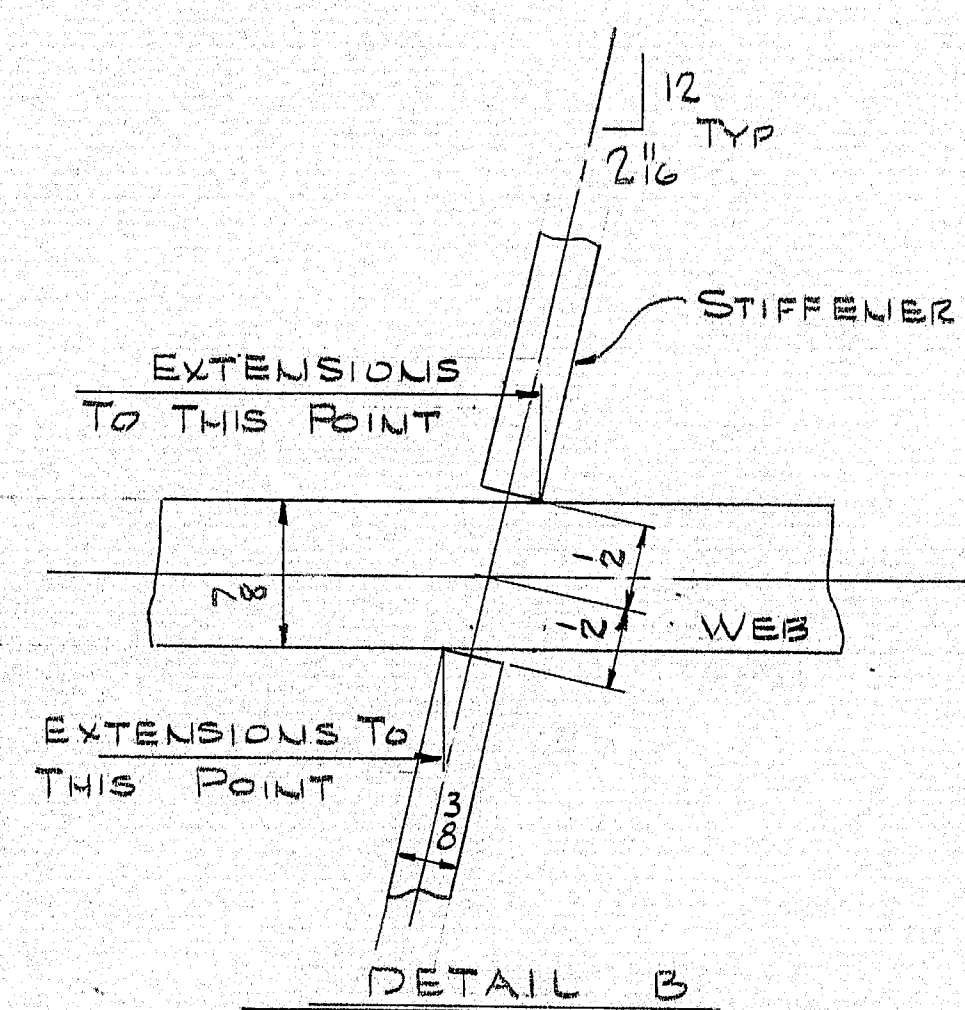 12
TYP
2 11/16
STIFFENER
EXTENSIONS
TO THIS POINT
7/8
1/2
1/2
WEB
EXTENSIONS TO
THIS POINT
3/8
DETAIL B